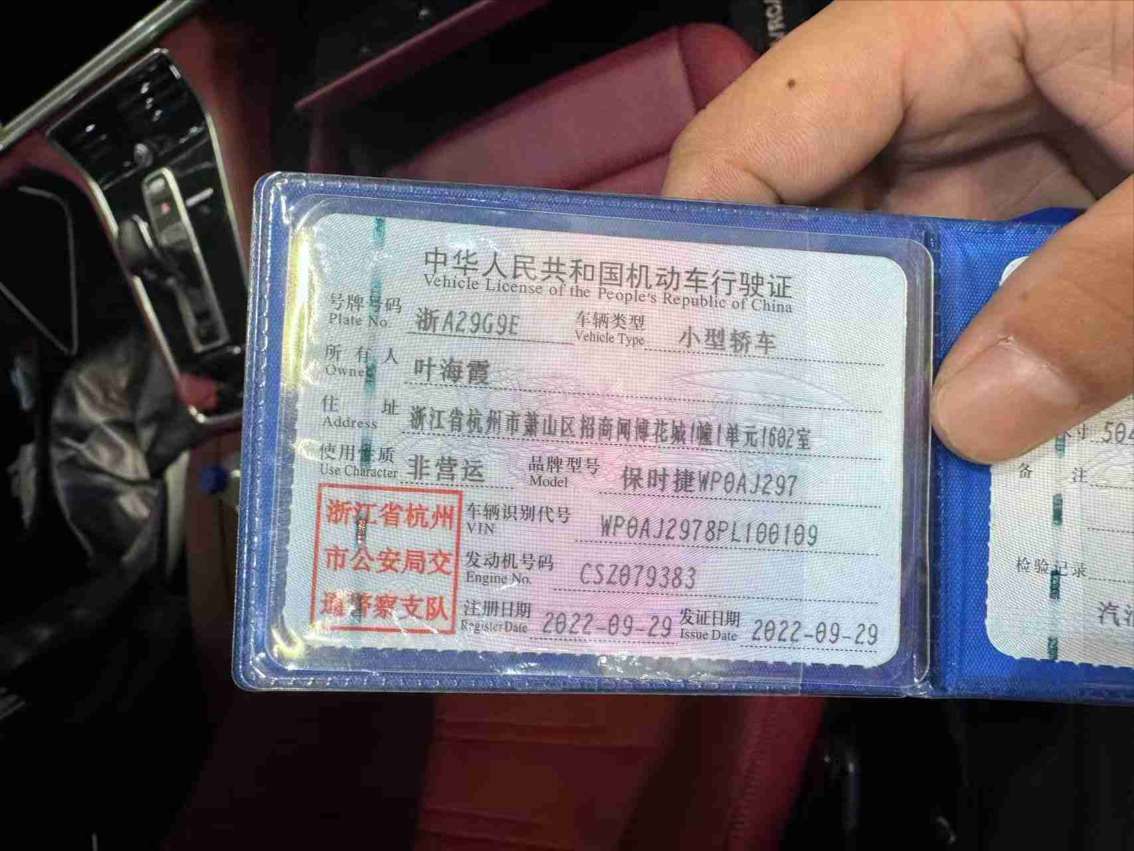 中华人民共和国机动车行驶证
Vehicle License of the People's Republic of China
号牌号码 浙A29G9E 车辆类型 小型轿车
Plate No. Vehicle Type
所有人 叶海霞
Owner
住址 浙江省杭州市萧山区招商网博花城1幢1单元1602室
Address
使用性质 非营运 品牌型号 保时捷WP0AJ297
Use Character Model
浙江省杭州
市公安局交
通警察支队
车辆识别代号 WP0AJ2978PL100109
VIN
发动机号码 CSZ079383
Engine No.
注册日期 2022-09-29 发证日期 2022-09-29
Register Date Issue Date
寸 504
备注
检验记录
汽油